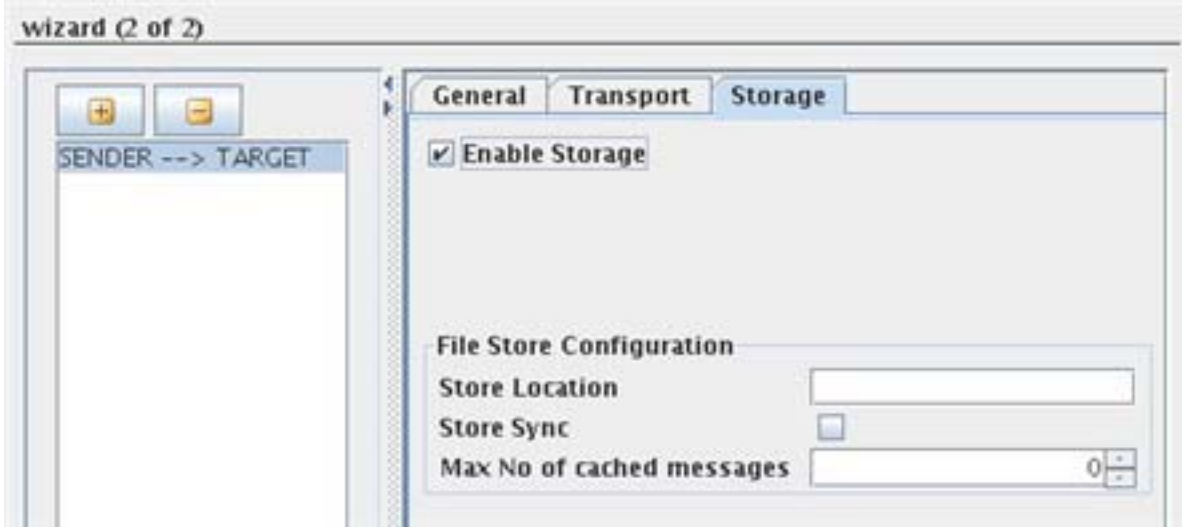 wizard (2 of 2)
General Transport Storage
SENDER --> TARGET
Enable Storage
File Store Configuration
Store Location
Store Sync
Max No of cached messages 0